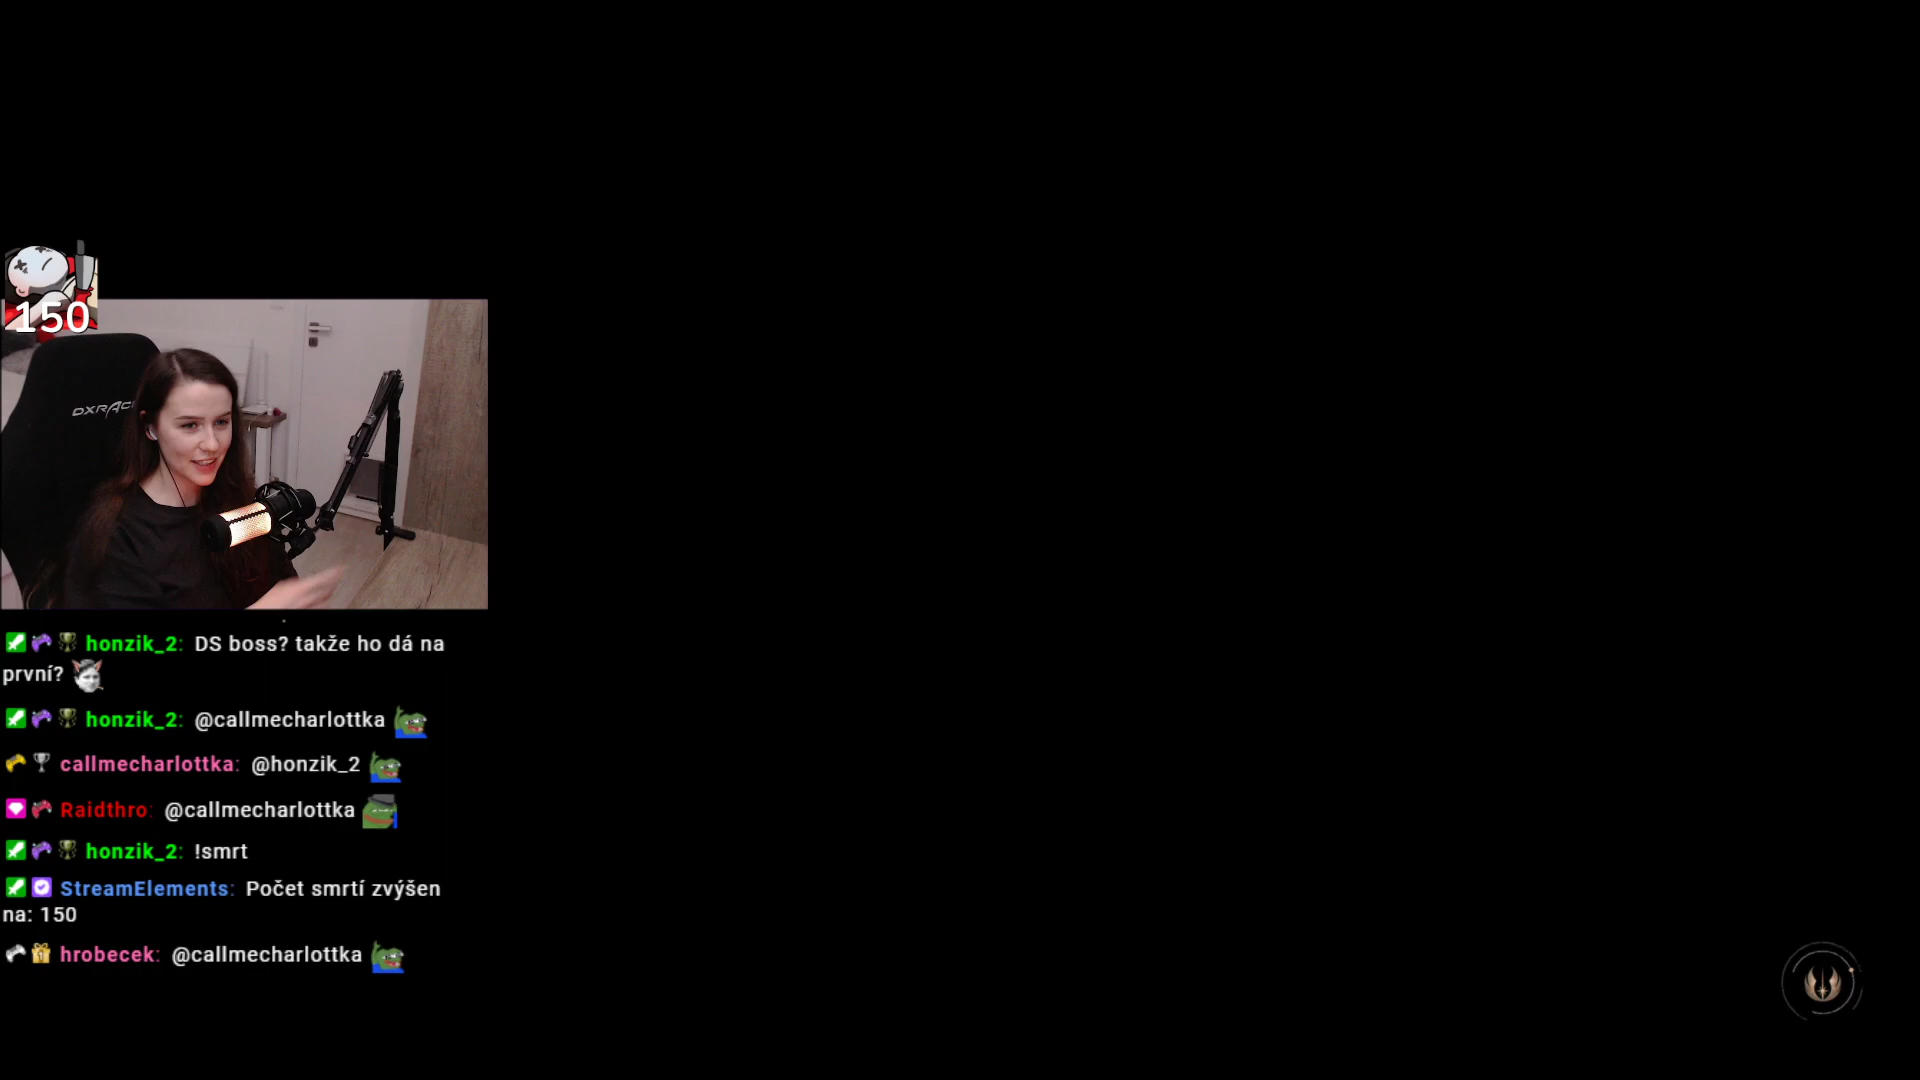 150
DXRAC
honzik_2: DS boss? takže ho dá na
první?
honzik_2: @callmecharlottka
callmecharlottka: @honzik_2
Raidthro: @callmecharlottka
honzik_2: !smrt
StreamElements: Počet smrtí zvýšen
na: 150
hrobecek: @callmecharlottka